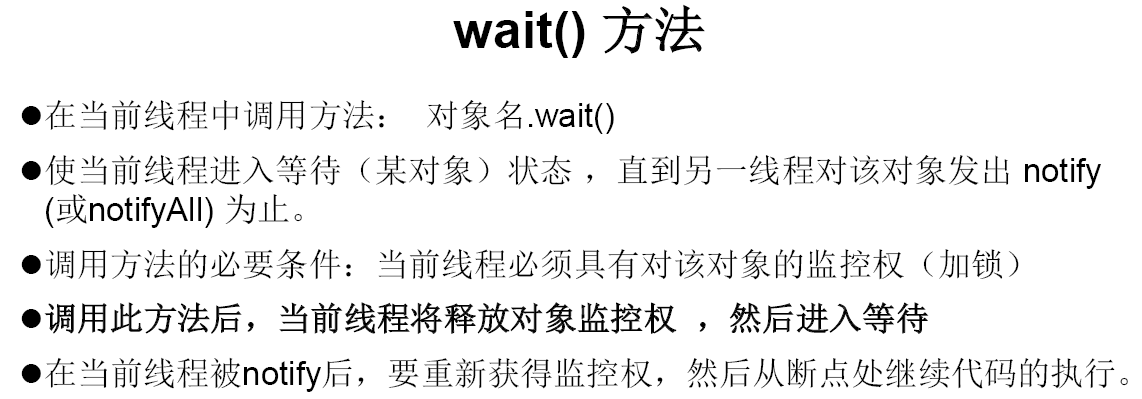 wait() 方法
●在当前线程中调用方法： 对象名.wait()
●使当前线程进入等待（某对象）状态 ，直到另一线程对该对象发出 notify
(或notifyAll) 为止。
●调用方法的必要条件：当前线程必须具有对该对象的监控权（加锁）
●调用此方法后，当前线程将释放对象监控权 ，然后进入等待
●在当前线程被notify后，要重新获得监控权，然后从断点处继续代码的执行。